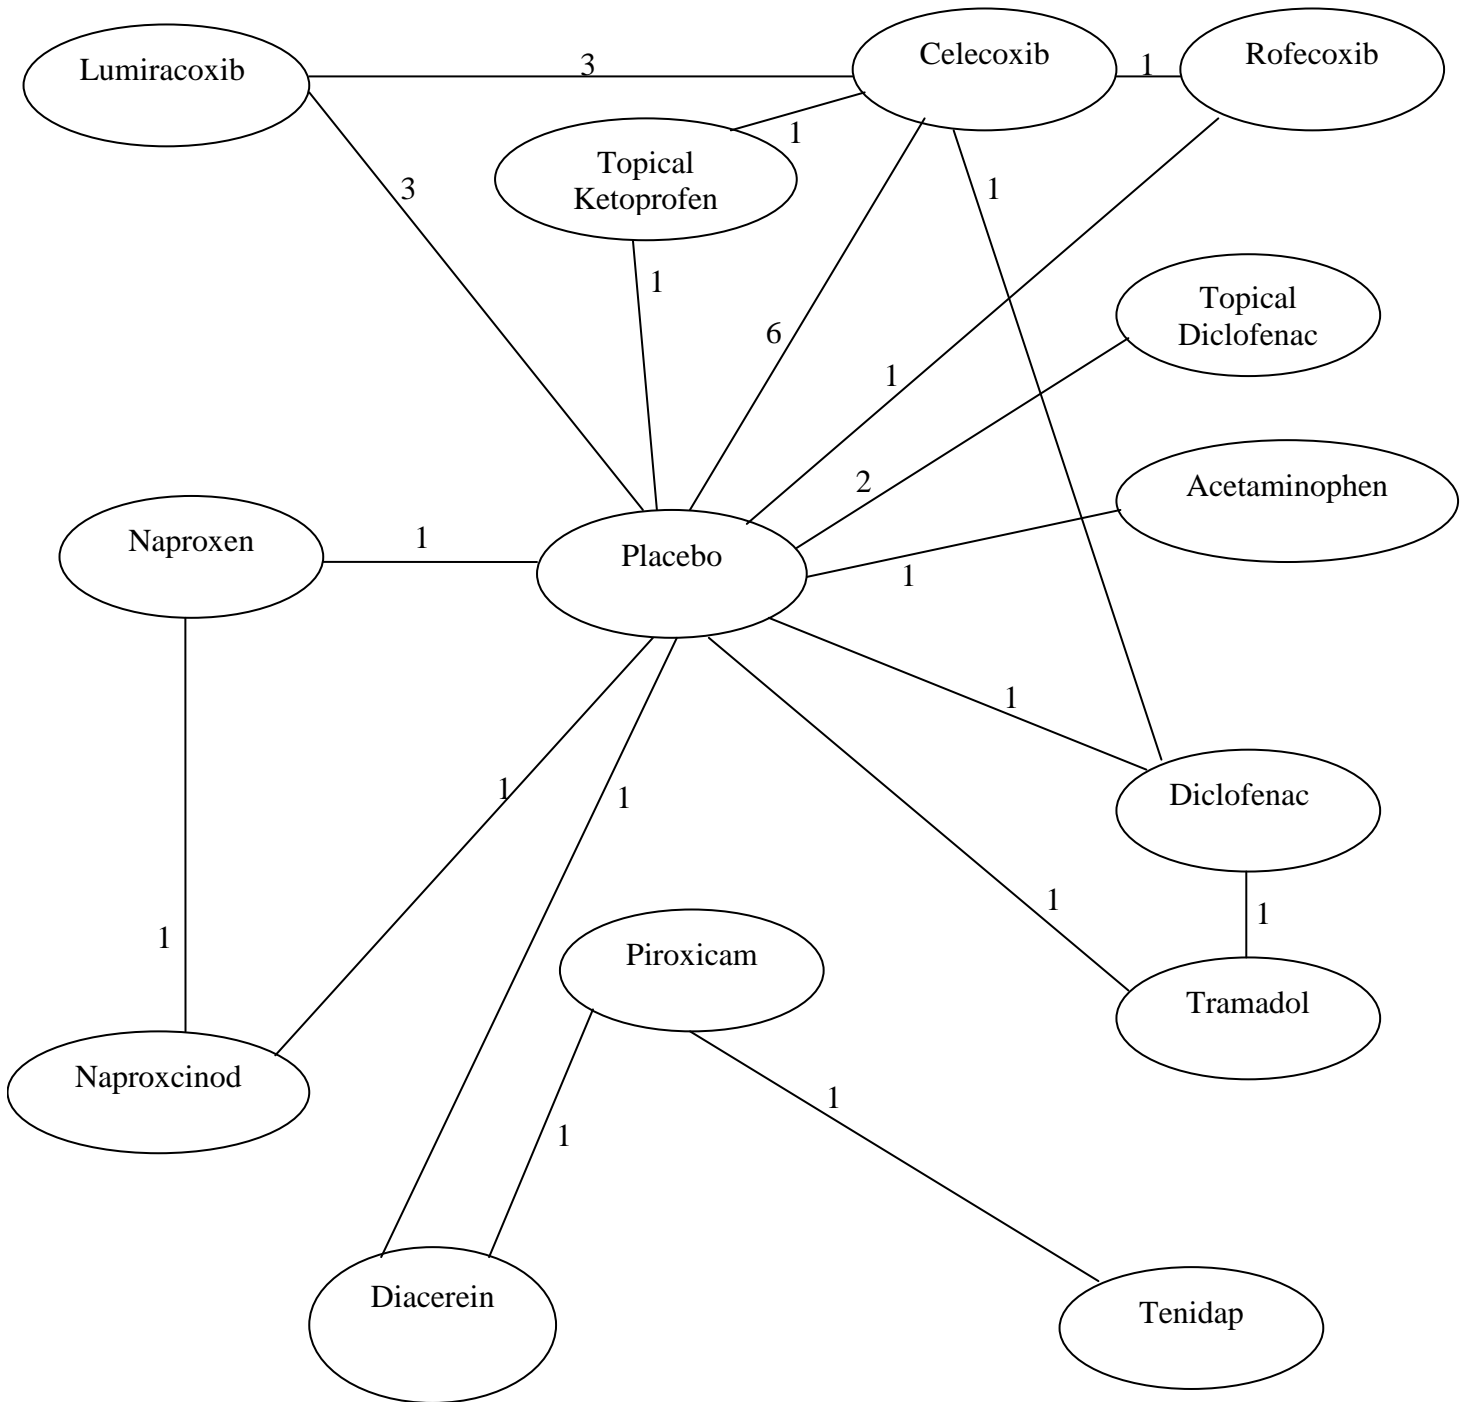 Lumiracoxib
3
Celecoxib
1
Rofecoxib
Topical
Ketoprofen
1
3
1
1
6
1
Topical
Diclofenac
2
Acetaminophen
Naproxen
1
Placebo
1
1
1
1
Diclofenac
1
1
1
Piroxicam
Tramadol
Naproxcinod
1
1
Diacerein
Tenidap